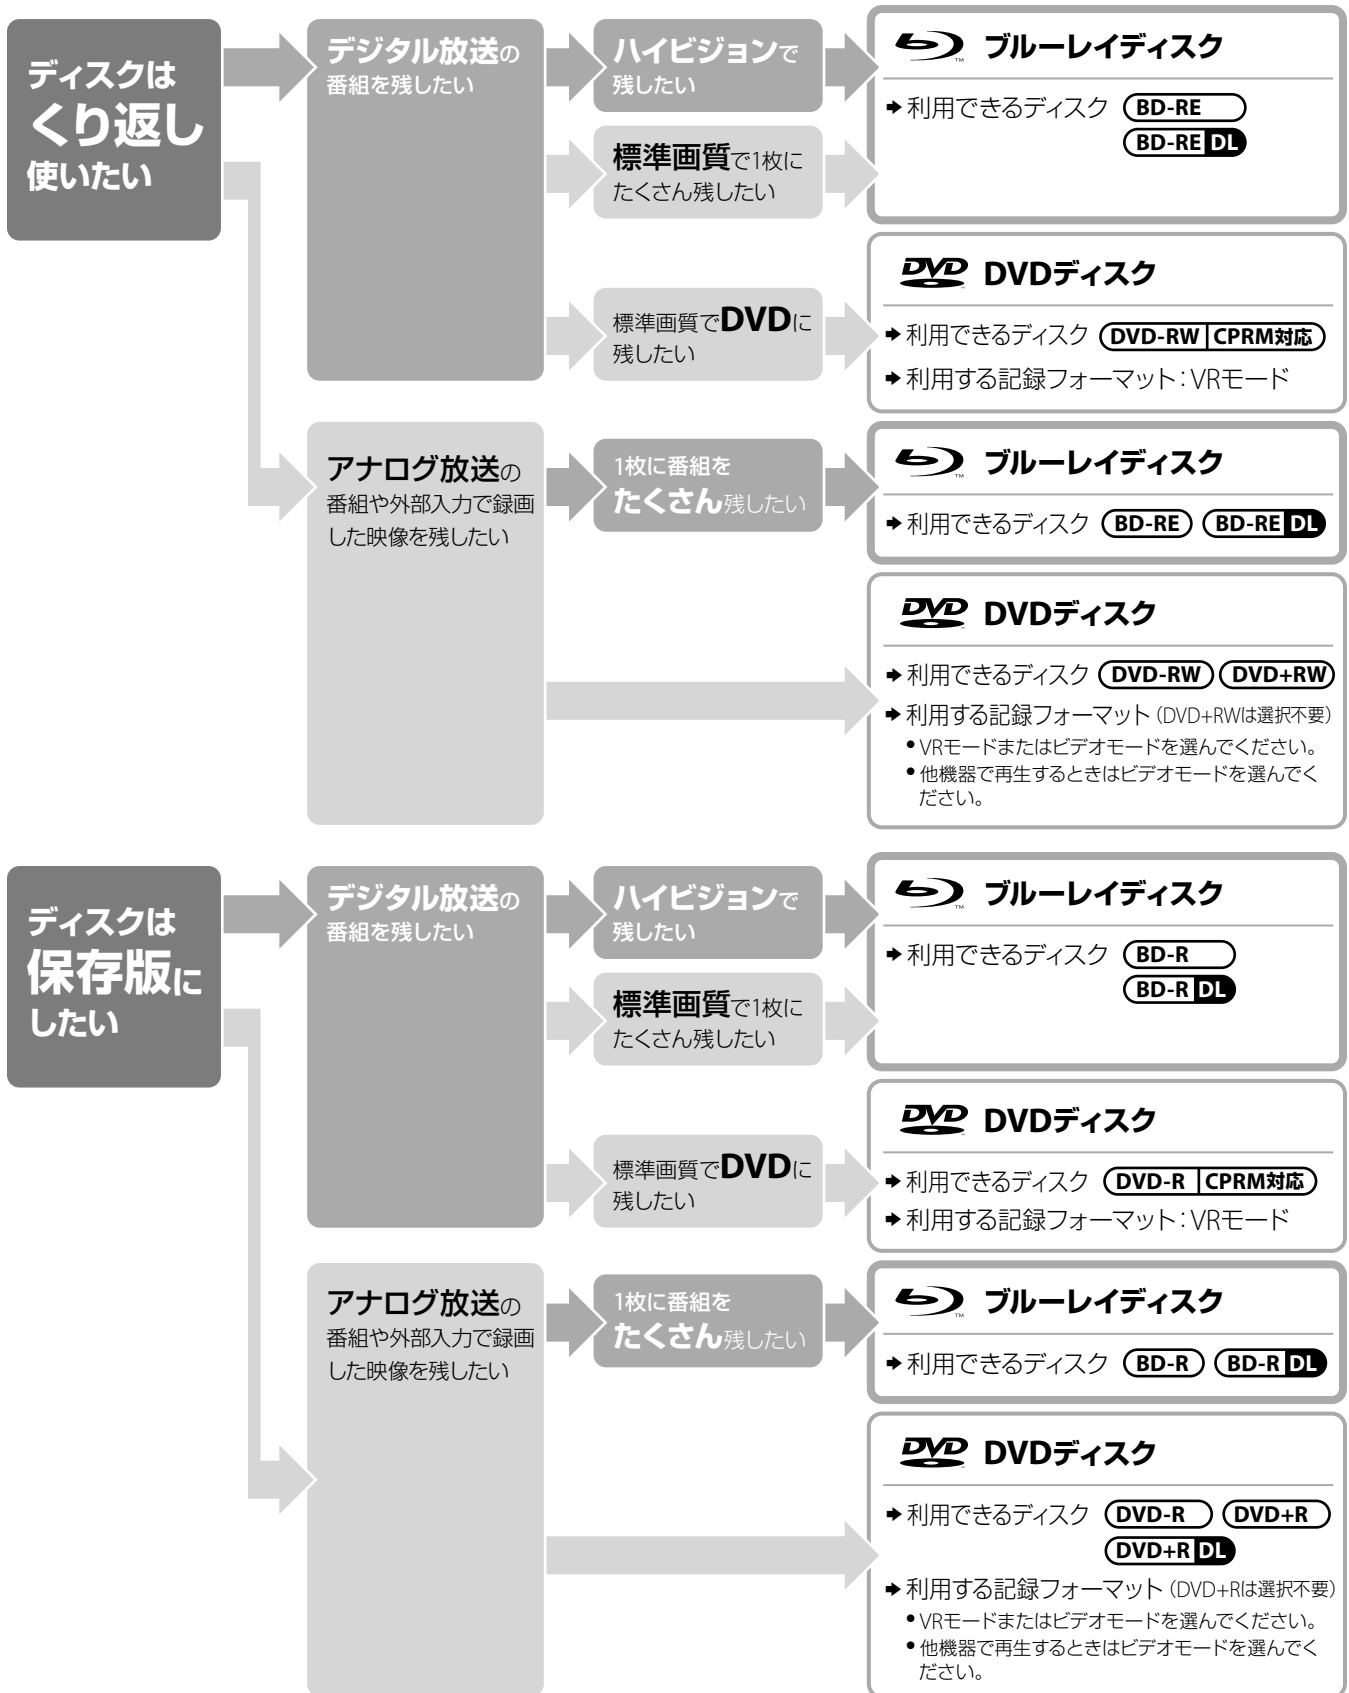 ディスクは
くり返し
使いたい
デジタル放送の
番組を残したい
ハイビジョンで
残したい
ブルーレイディスク
利用できるディスク BD-RE
BD-RE DL
標準画質で1枚に
たくさん残したい
標準画質でDVDに
残したい
DVD DVDディスク
利用できるディスク DVD-RW CPRM対応
利用する記録フォーマット：VRモード
アナログ放送の
番組や外部入力で録画
した映像を残したい
1枚に番組を
たくさん残したい
ブルーレイディスク
利用できるディスク BD-RE BD-RE DL
DVD DVDディスク
利用できるディスク DVD-RW DVD+RW
利用する記録フォーマット（DVD+RWは選択不要）
•VRモードまたはビデオモードを選んでください。
•他機器で再生するときはビデオモードを選んでく
ださい。
ディスクは
保存版に
したい
デジタル放送の
番組を残したい
ハイビジョンで
残したい
ブルーレイディスク
利用できるディスク BD-R
BD-R DL
標準画質で1枚に
たくさん残したい
標準画質でDVDに
残したい
DVD DVDディスク
利用できるディスク DVD-R CPRM対応
利用する記録フォーマット：VRモード
アナログ放送の
番組や外部入力で録画
した映像を残したい
1枚に番組を
たくさん残したい
ブルーレイディスク
利用できるディスク BD-R BD-R DL
DVD DVDディスク
利用できるディスク DVD-R DVD+R
DVD+R DL
利用する記録フォーマット（DVD+Rは選択不要）
•VRモードまたはビデオモードを選んでください。
•他機器で再生するときはビデオモードを選んでく
ださい。